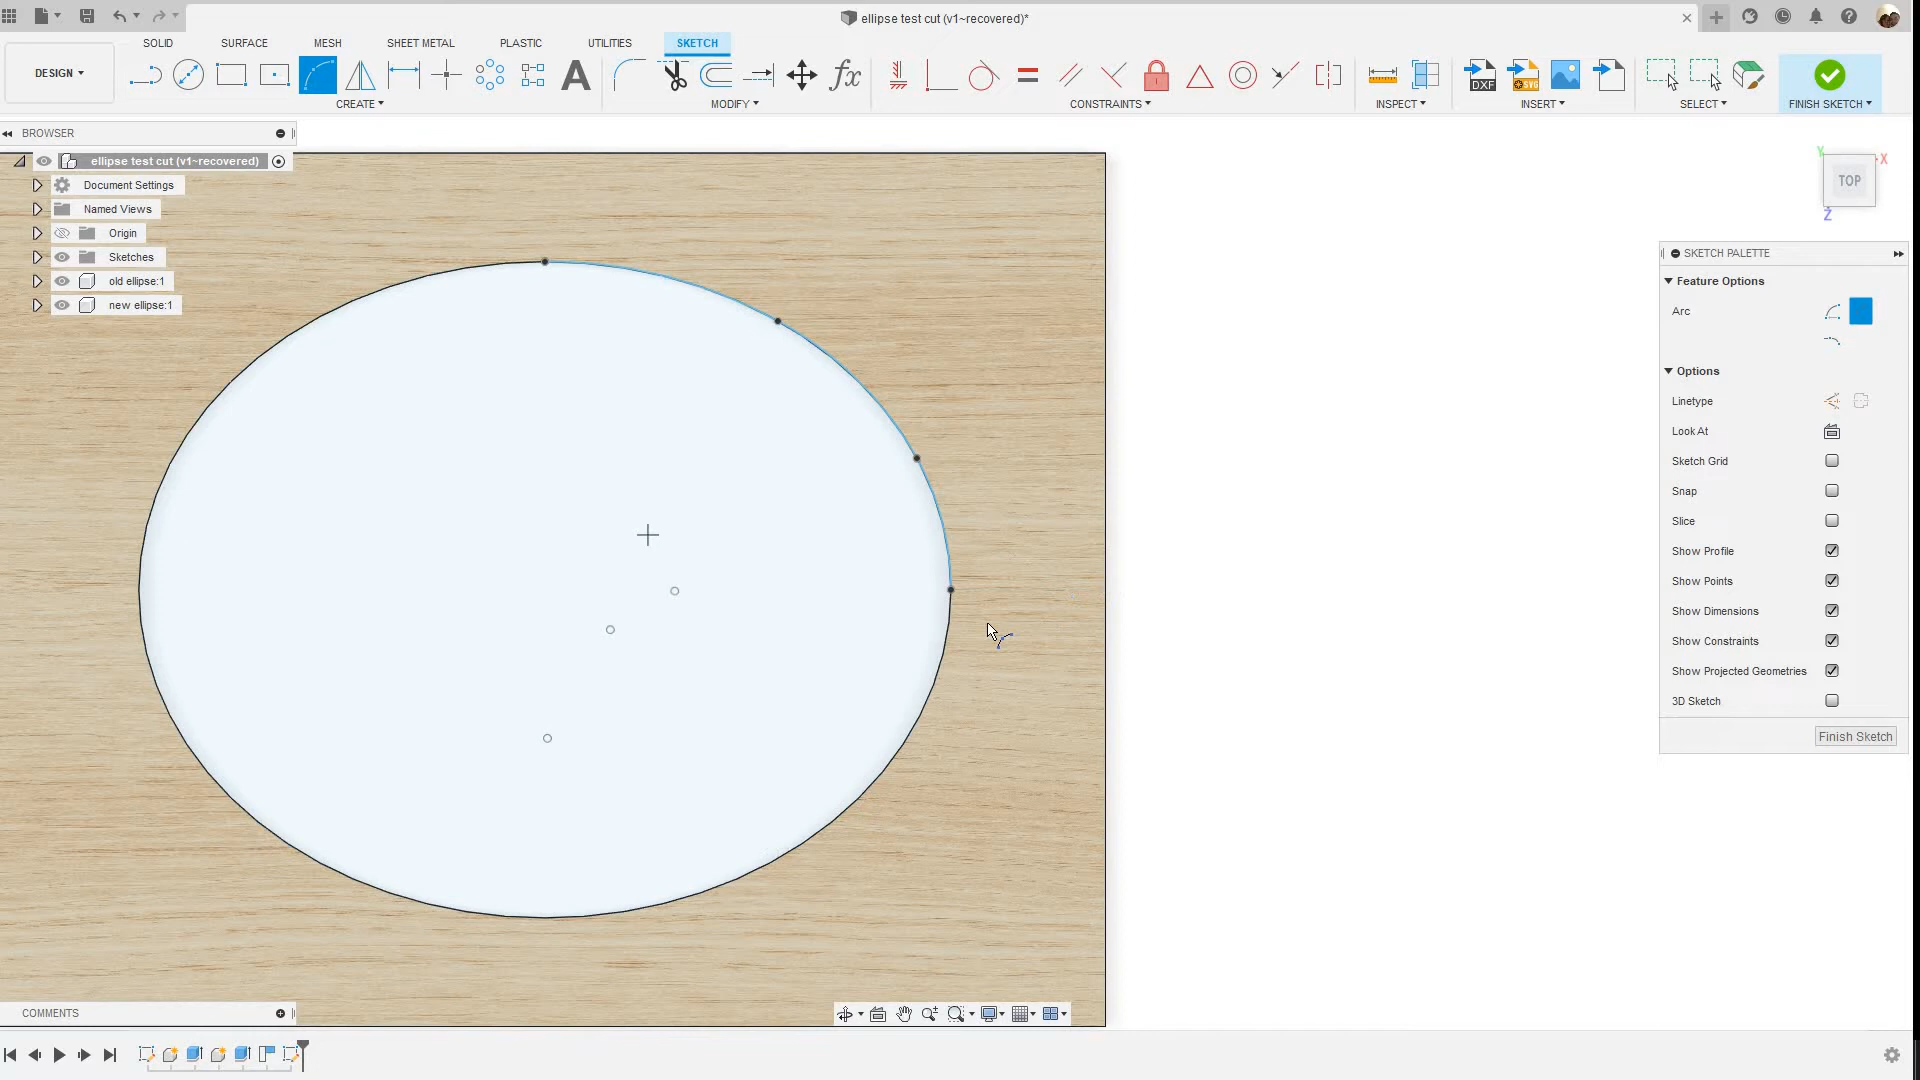 ellipse test cut (v1~recovered)*
DESIGN
SOLID
SURFACE
MESH
SHEET METAL
PLASTIC
UTILITIES
SKETCH
CREATE
MODIFY
CONSTRAINTS
INSPECT
INSERT
SELECT
FINISH SKETCH
A
fx
DXF
SVG
BROWSER
ellipse test cut (v1~recovered)
Document Settings
Named Views
Origin
Sketches
old ellipse:1
new ellipse:1
Y
X
TOP
Z
SKETCH PALETTE
Feature Options
Arc
Options
Linetype
Look At
Sketch Grid
Snap
Slice
Show Profile
Show Points
Show Dimensions
Show Constraints
Show Projected Geometries
3D Sketch
Finish Sketch
COMMENTS